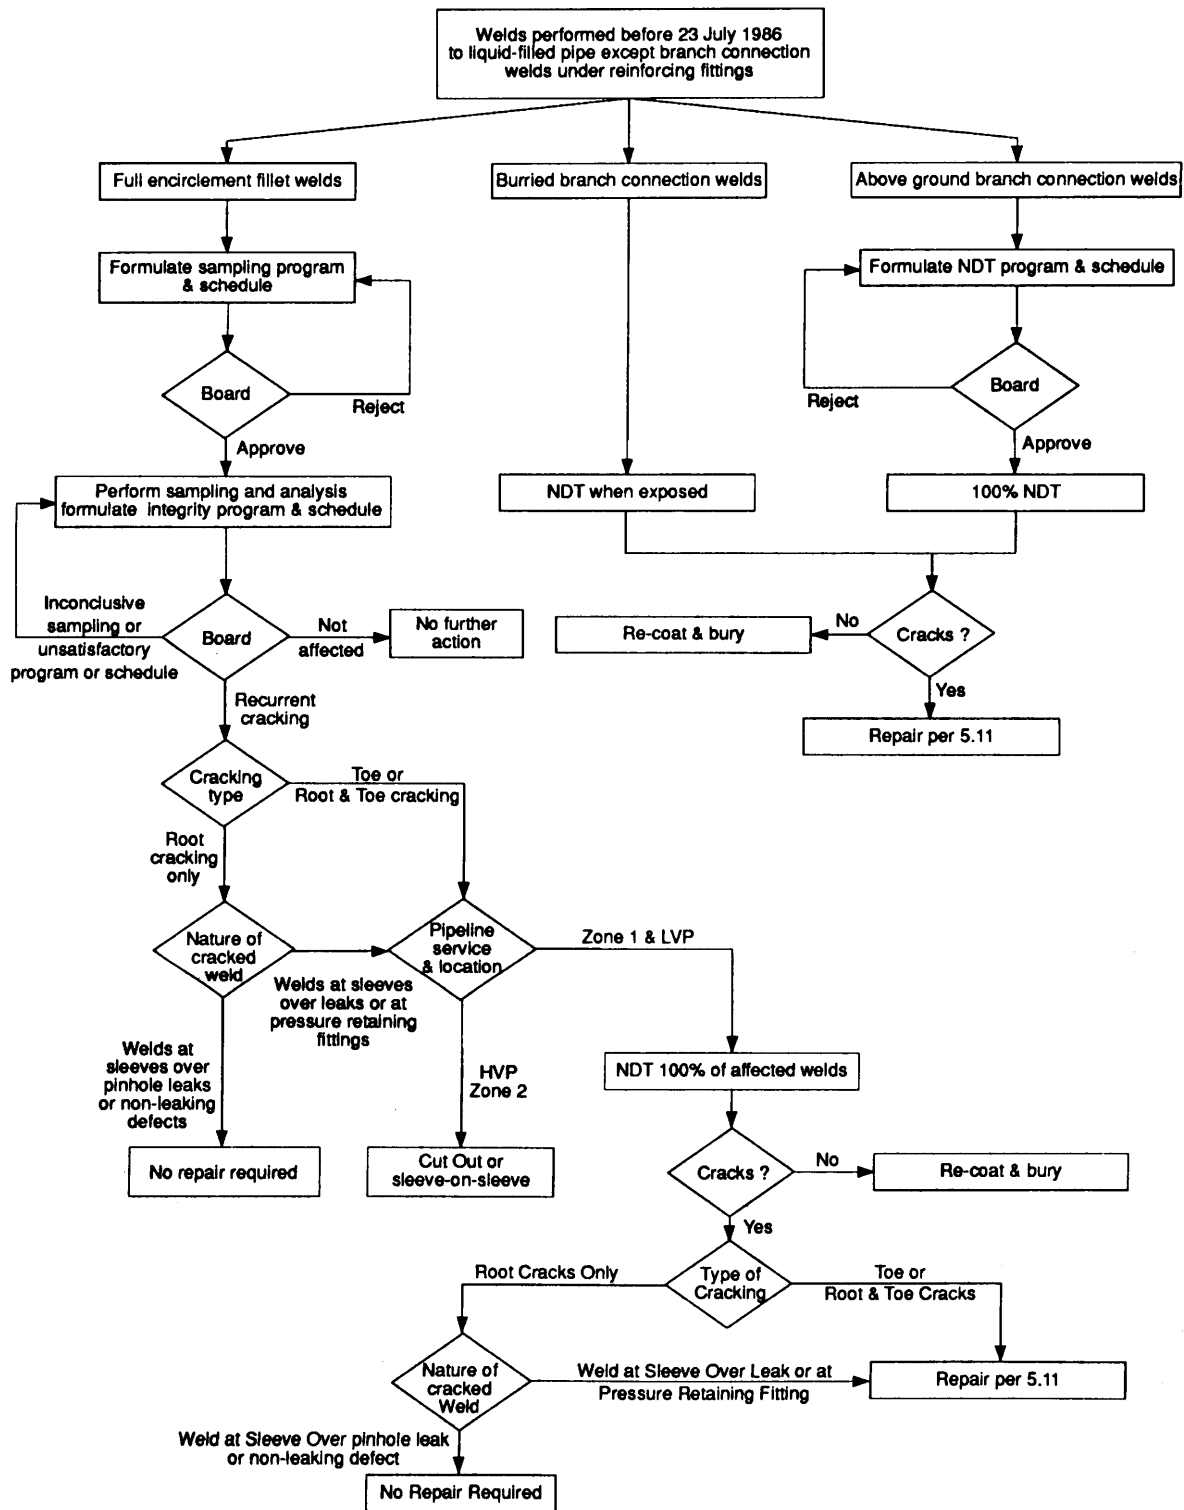 Welds performed before 23 July 1986
to liquid-filled pipe except branch connection
welds under reinforcing fittings
Full encirclement fillet welds
Burried branch connection welds
Above ground branch connection welds
Formulate sampling program
& schedule
Formulate NDT program & schedule
Board
Reject
Board
Reject
Approve
Approve
Perform sampling and analysis
formulate integrity program & schedule
NDT when exposed
100% NDT
Inconclusive
sampling or
unsatisfactory
program or schedule
Board
Not
affected
No further
action
Re-coat & bury
No
Cracks ?
Yes
Repair per 5.11
Recurrent
cracking
Cracking
type
Toe or
Root & Toe cracking
Root
cracking
only
Nature of
cracked
weld
Welds at sleeves
over leaks or at
pressure retaining
fittings
Pipeline
service
& location
Zone 1 & LVP
Welds at
sleeves over
pinhole leaks
or non-leaking
defects
HVP
Zone 2
NDT 100% of affected welds
No repair required
Cut Out or
sleeve-on-sleeve
Cracks ?
No
Re-coat & bury
Yes
Root Cracks Only
Type of
Cracking
Toe or
Root & Toe Cracks
Nature of
cracked
Weld
Weld at Sleeve Over Leak or at
Pressure Retaining Fitting
Repair per 5.11
Weld at Sleeve Over pinhole leak
or non-leaking defect
No Repair Required